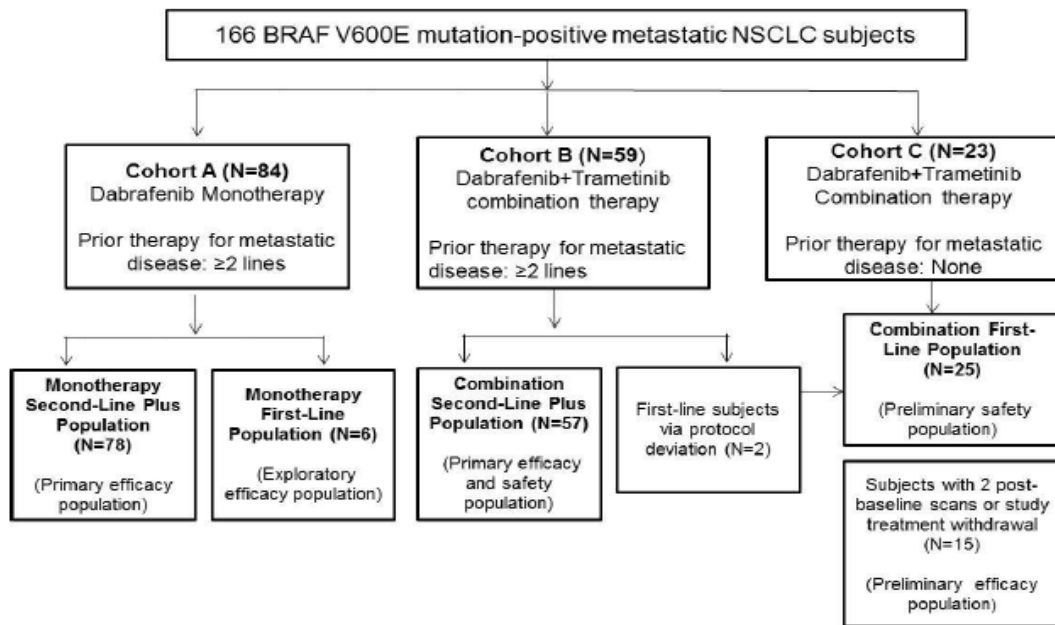 166 BRAF V600E mutation-positive metastatic NSCLC subjects
Cohort A (N=84)
Dabrafenib Monotherapy
Prior therapy for metastatic
disease: ≥2 lines
Cohort B (N=59)
Dabrafenib+Trametinib
combination therapy
Prior therapy for metastatic
disease: ≥2 lines
Cohort C (N=23)
Dabrafenib+Trametinib
Combination therapy
Prior therapy for metastatic
disease: None
Monotherapy
Second-Line Plus
Population
(N=78)
(Primary efficacy
population)
Monotherapy
First-Line
Population (N=6)
(Exploratory
efficacy population)
Combination
Second-Line Plus
Population (N=57)
(Primary efficacy
and safety
population)
First-line subjects
via protocol
deviation (N=2)
Combination First-
Line Population
(N=25)
(Preliminary safety
population)
Subjects with 2 post-
baseline scans or study
treatment withdrawal
(N=15)
(Preliminary efficacy
population)